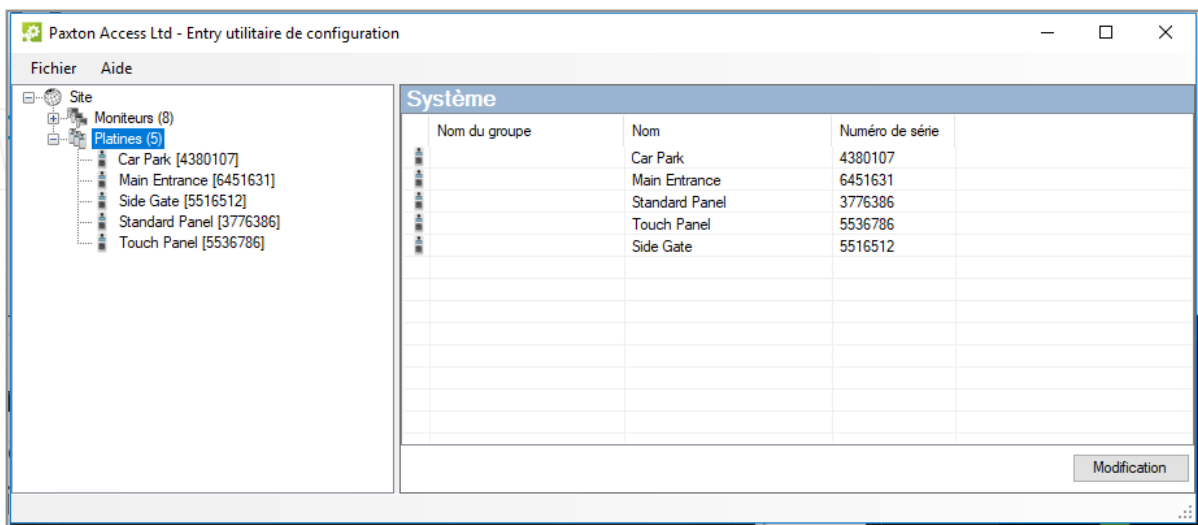 Paxton Access Ltd - Entry utilitaire de configuration
Fichier Aide
Site
Moniteurs (8)
Platines (5)
Car Park [4380107]
Main Entrance [6451631]
Side Gate [5516512]
Standard Panel [3776386]
Touch Panel [5536786]
Système
Nom du groupe Nom Numéro de série
Car Park 4380107
Main Entrance 6451631
Standard Panel 3776386
Touch Panel 5536786
Side Gate 5516512
Modification